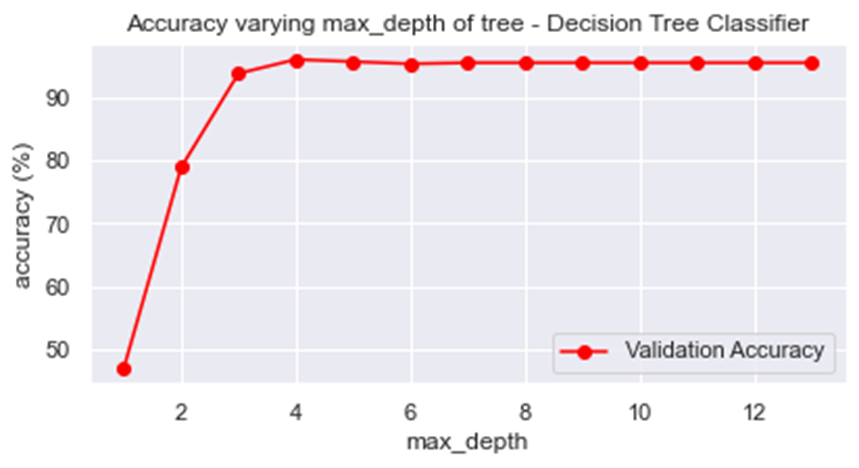 Accuracy varying max_depth of tree - Decision Tree Classifier
accuracy (%)
90
80
70
60
50
Validation Accuracy
2 4 6 8 10 12
max_depth